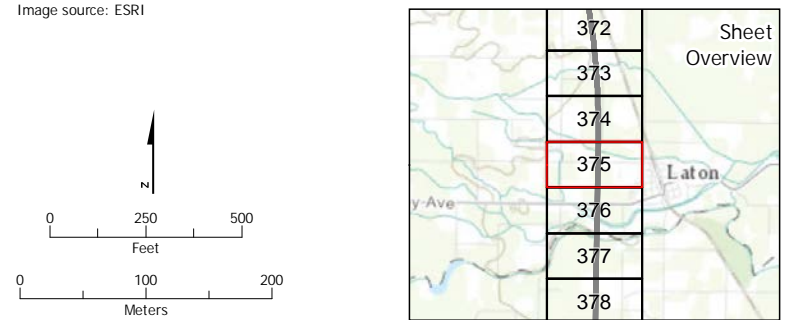 Image source: ESRI
N
0 250 500
Feet
0 100 200
Meters
Sheet
Overview
372
373
374
375
376
377
378
Laton
y-Ave